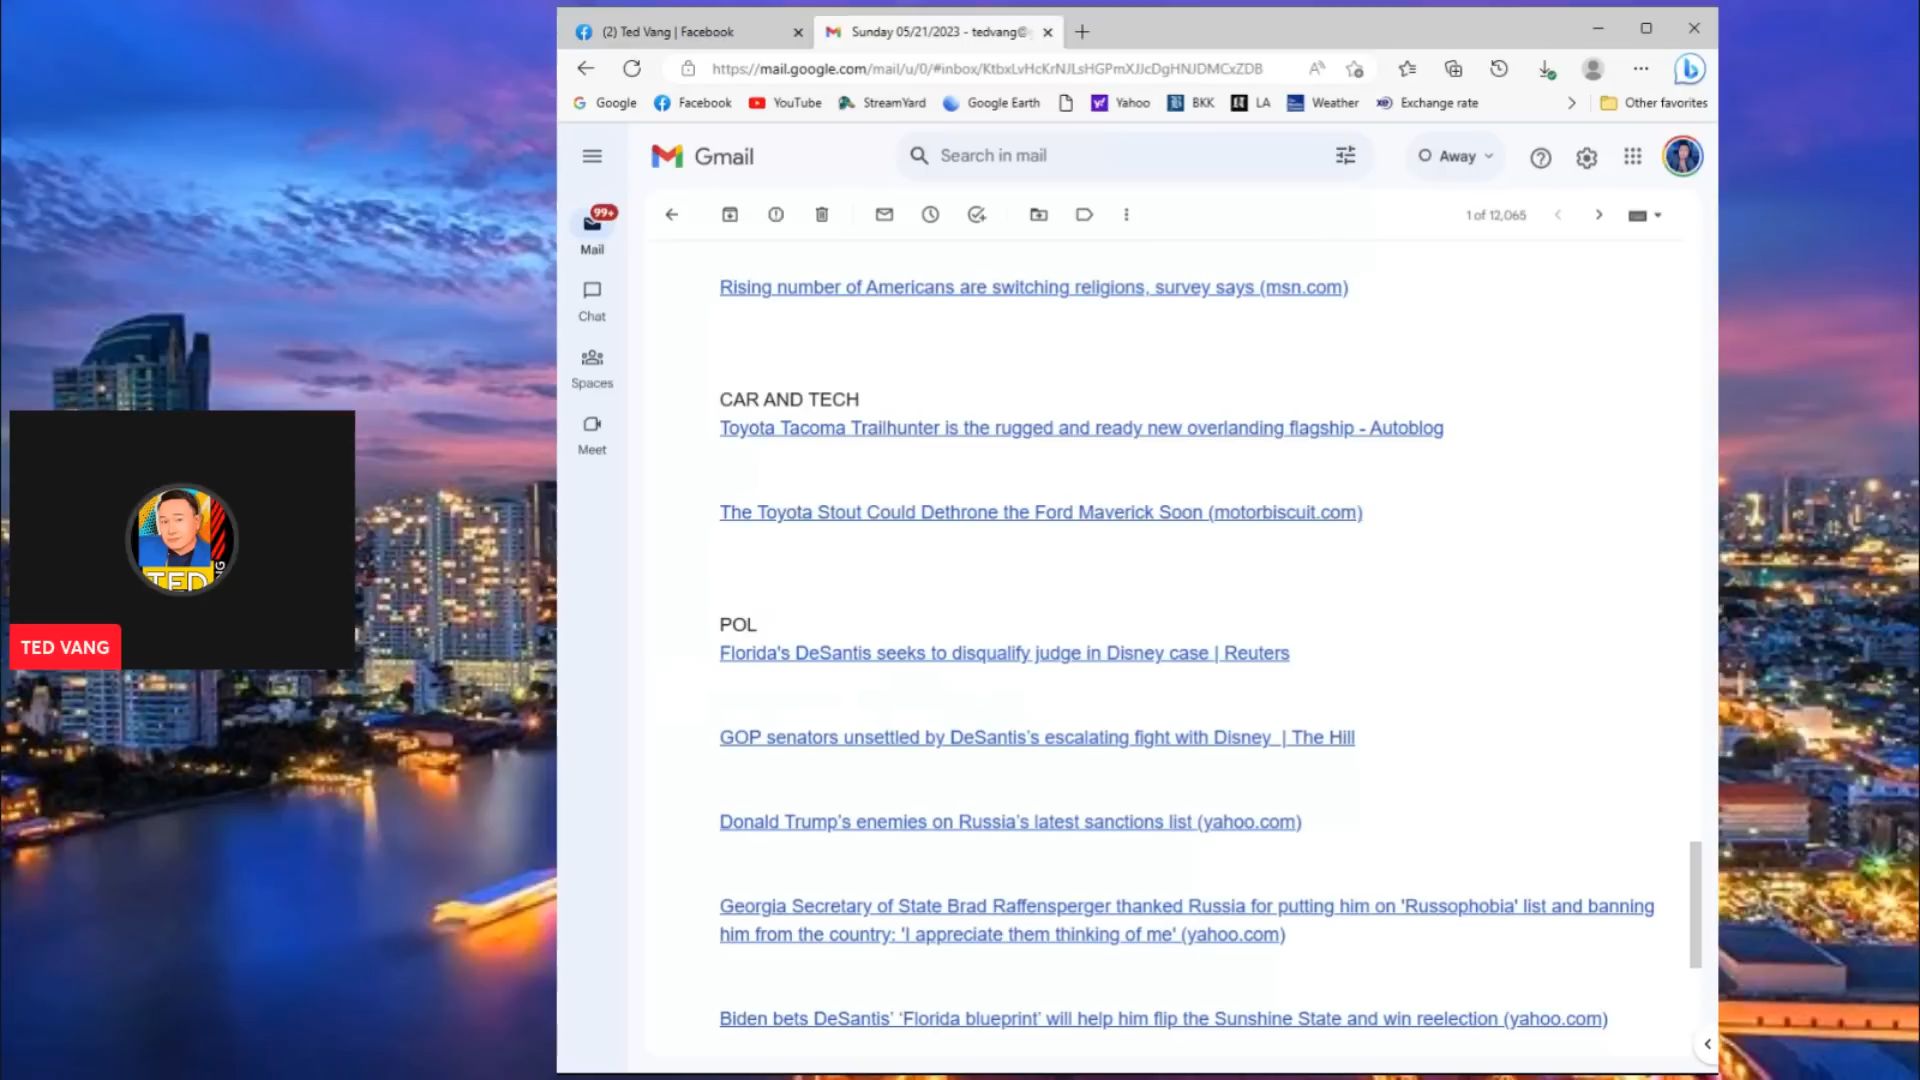 (2) Ted Vang | Facebook
Sunday 05/21/2023 - tedvang@
https://mail.google.com/mail/u/0/#inbox/KtbxLvHcKrNJLsHGPmXJJcDgHNJDMCxZDB
Google Facebook YouTube StreamYard Google Earth Yahoo BKK LA Weather Exchange rate Other favorites
Gmail
Search in mail
Away
99+
Mail
1 of 12,065
Chat
Spaces
Meet
Rising number of Americans are switching religions, survey says (msn.com)
CAR AND TECH
Toyota Tacoma Trailhunter is the rugged and ready new overlanding flagship - Autoblog
The Toyota Stout Could Dethrone the Ford Maverick Soon (motorbiscuit.com)
POL
Florida's DeSantis seeks to disqualify judge in Disney case | Reuters
GOP senators unsettled by DeSantis’s escalating fight with Disney | The Hill
Donald Trump’s enemies on Russia’s latest sanctions list (yahoo.com)
Georgia Secretary of State Brad Raffensperger thanked Russia for putting him on 'Russophobia' list and banning
him from the country: 'I appreciate them thinking of me' (yahoo.com)
Biden bets DeSantis’ ‘Florida blueprint’ will help him flip the Sunshine State and win reelection (yahoo.com)
TED
TED VANG